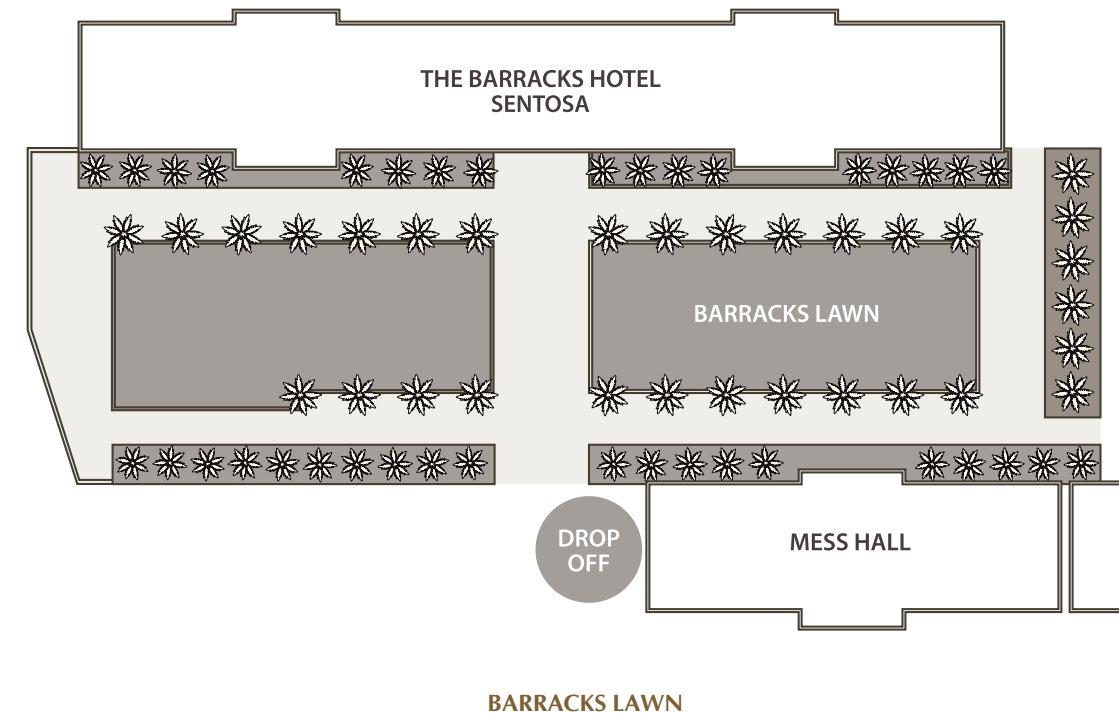 THE BARRACKS HOTEL
SENTOSA
BARRACKS LAWN
DROP
OFF
MESS HALL
BARRACKS LAWN